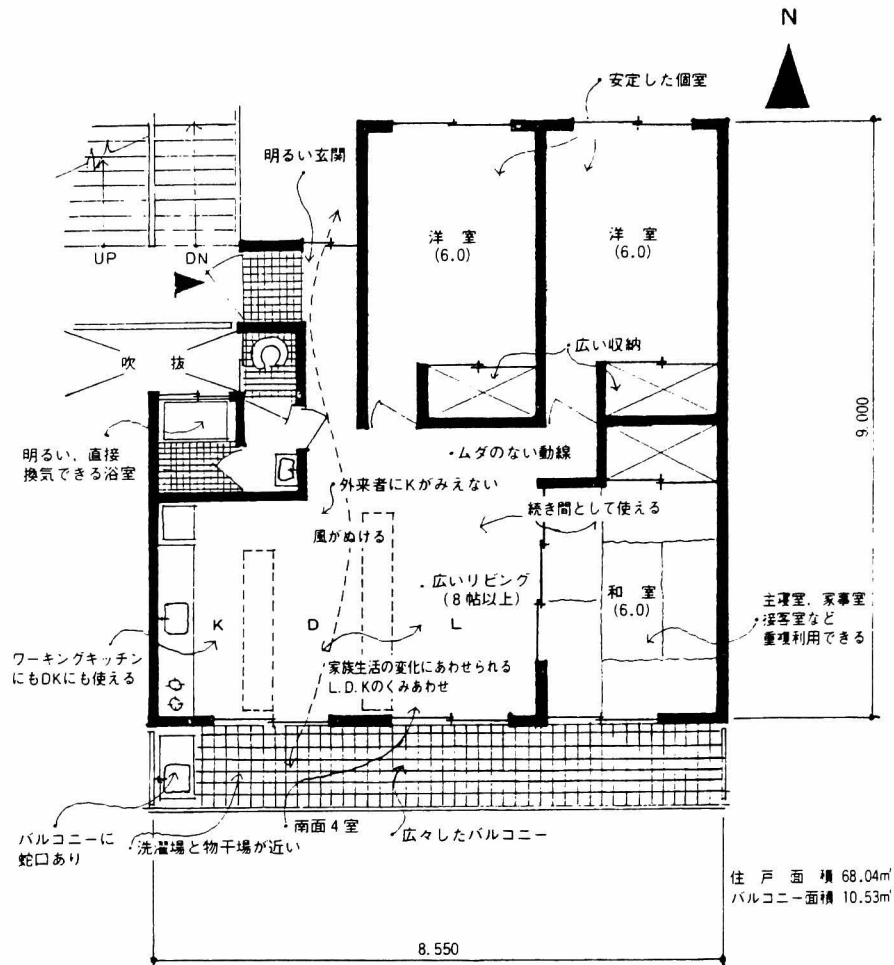 N
安定した個室
明るい玄関
洋 室
(6.0)
洋 室
(6.0)
UP
DN
吹 抜
広い収納
9.000
明るい、直接
換気できる浴室
・ムダのない動線
外来者にKがみえない
続き間として使える
風がぬける
・広いリビング
(8帖以上)
和 室
(6.0)
主寝室、家事室
接客室など
重複利用できる
K
D
L
ワーキングキッチン
にもDKにも使える
家族生活の変化にあわせられる
L.D.Kのくみあわせ
バルコニーに
蛇口あり
洗濯場と物干場が近い
南面4室
広々したバルコニー
住戸面積 68.04㎡
バルコニー面積 10.53㎡
8.550